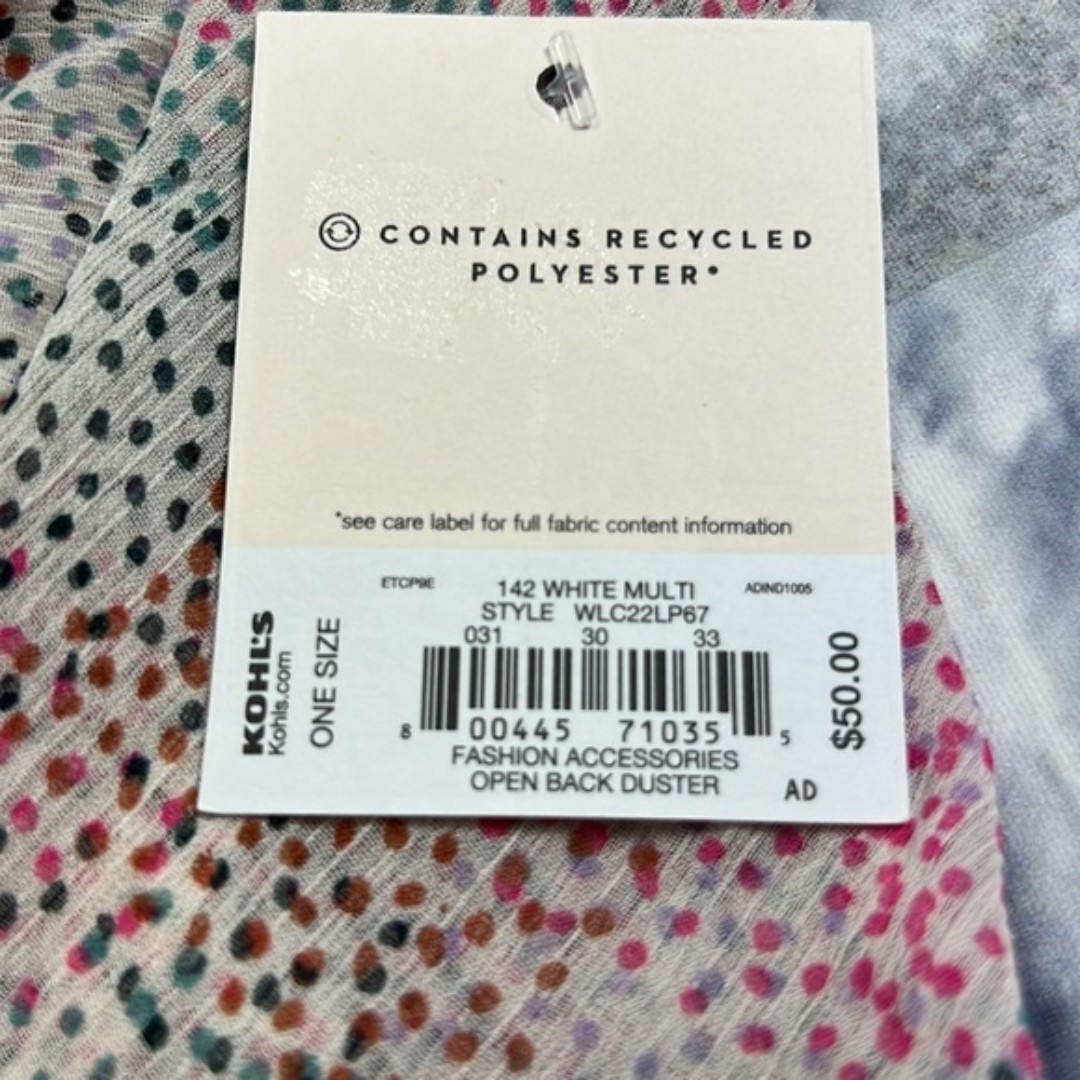 CONTAINS RECYCLED
POLYESTER*
*see care label for full fabric content information
ETCP9E
142 WHITE MULTI
ADIND1005
STYLE WLC22LP67
031 30 33
8 00445 71035 5
FASHION ACCESSORIES
OPEN BACK DUSTER
AD
KOHL'S
Kohls.com
ONE SIZE
$50.00